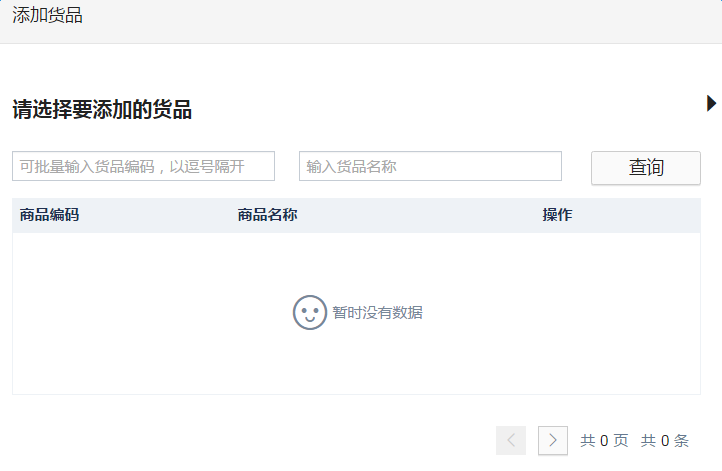 添加货品
请选择要添加的货品
可批量输入货品编码，以逗号隔开 输入货品名称 查询
商品编码 商品名称 操作
暂时没有数据
共 0 页 共 0 条